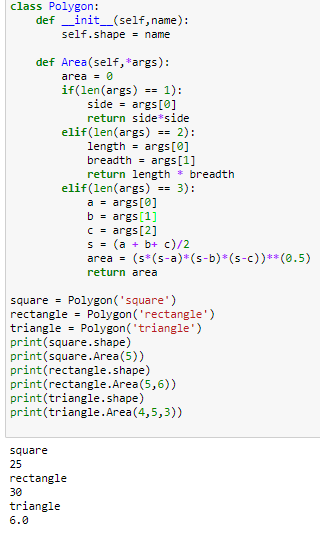 class Polygon:
    def __init__(self,name):
        self.shape = name

    def Area(self,*args):
        area = 0
        if(len(args) == 1):
            side = args[0]
            return side*side
        elif(len(args) == 2):
            length = args[0]
            breadth = args[1]
            return length * breadth
        elif(len(args) == 3):
            a = args[0]
            b = args[1]
            c = args[2]
            s = (a + b+ c)/2
            area = (s*(s-a)*(s-b)*(s-c))**(0.5)
            return area

square = Polygon('square')
rectangle = Polygon('rectangle')
triangle = Polygon('triangle')
print(square.shape)
print(square.Area(5))
print(rectangle.shape)
print(rectangle.Area(5,6))
print(triangle.shape)
print(triangle.Area(4,5,3))

square
25
rectangle
30
triangle
6.0